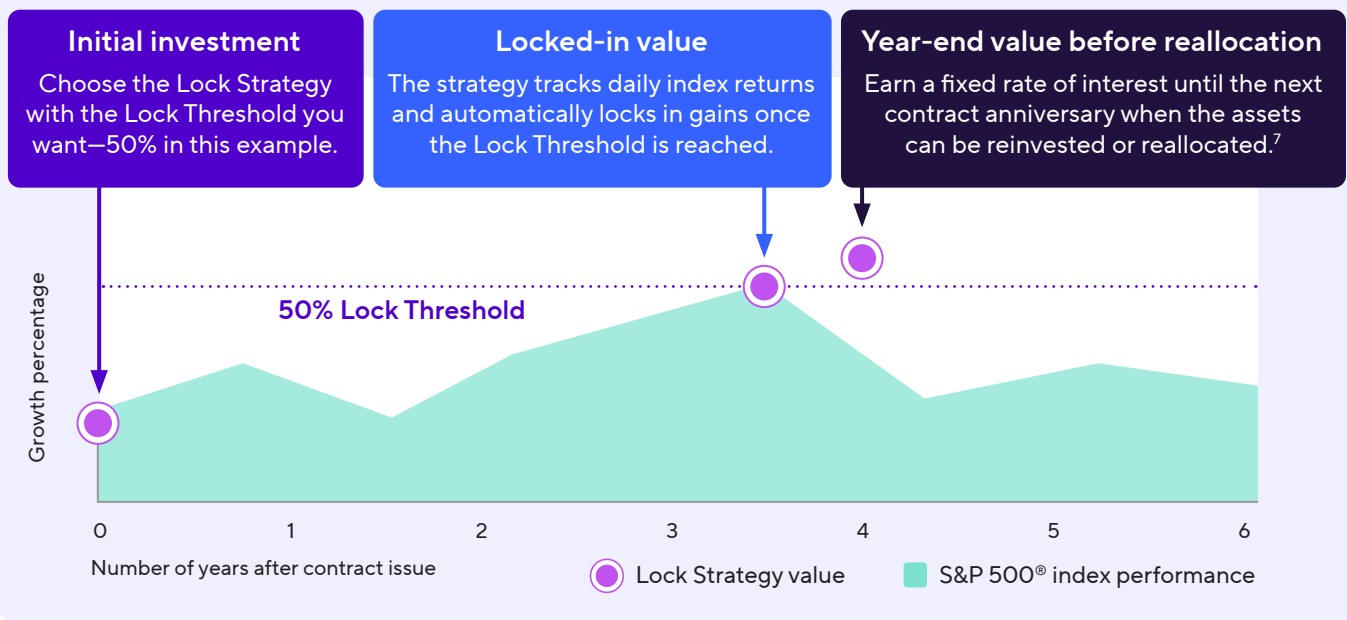 Initial investment
Choose the Lock Strategy
with the Lock Threshold you
want—50% in this example.
Locked-in value
The strategy tracks daily index returns
and automatically locks in gains once
the Lock Threshold is reached.
Year-end value before reallocation
Earn a fixed rate of interest until the next
contract anniversary when the assets
can be reinvested or reallocated.⁷
50% Lock Threshold
Growth percentage
0 1 2 3 4 5 6
Number of years after contract issue
Lock Strategy value
S&P 500® index performance